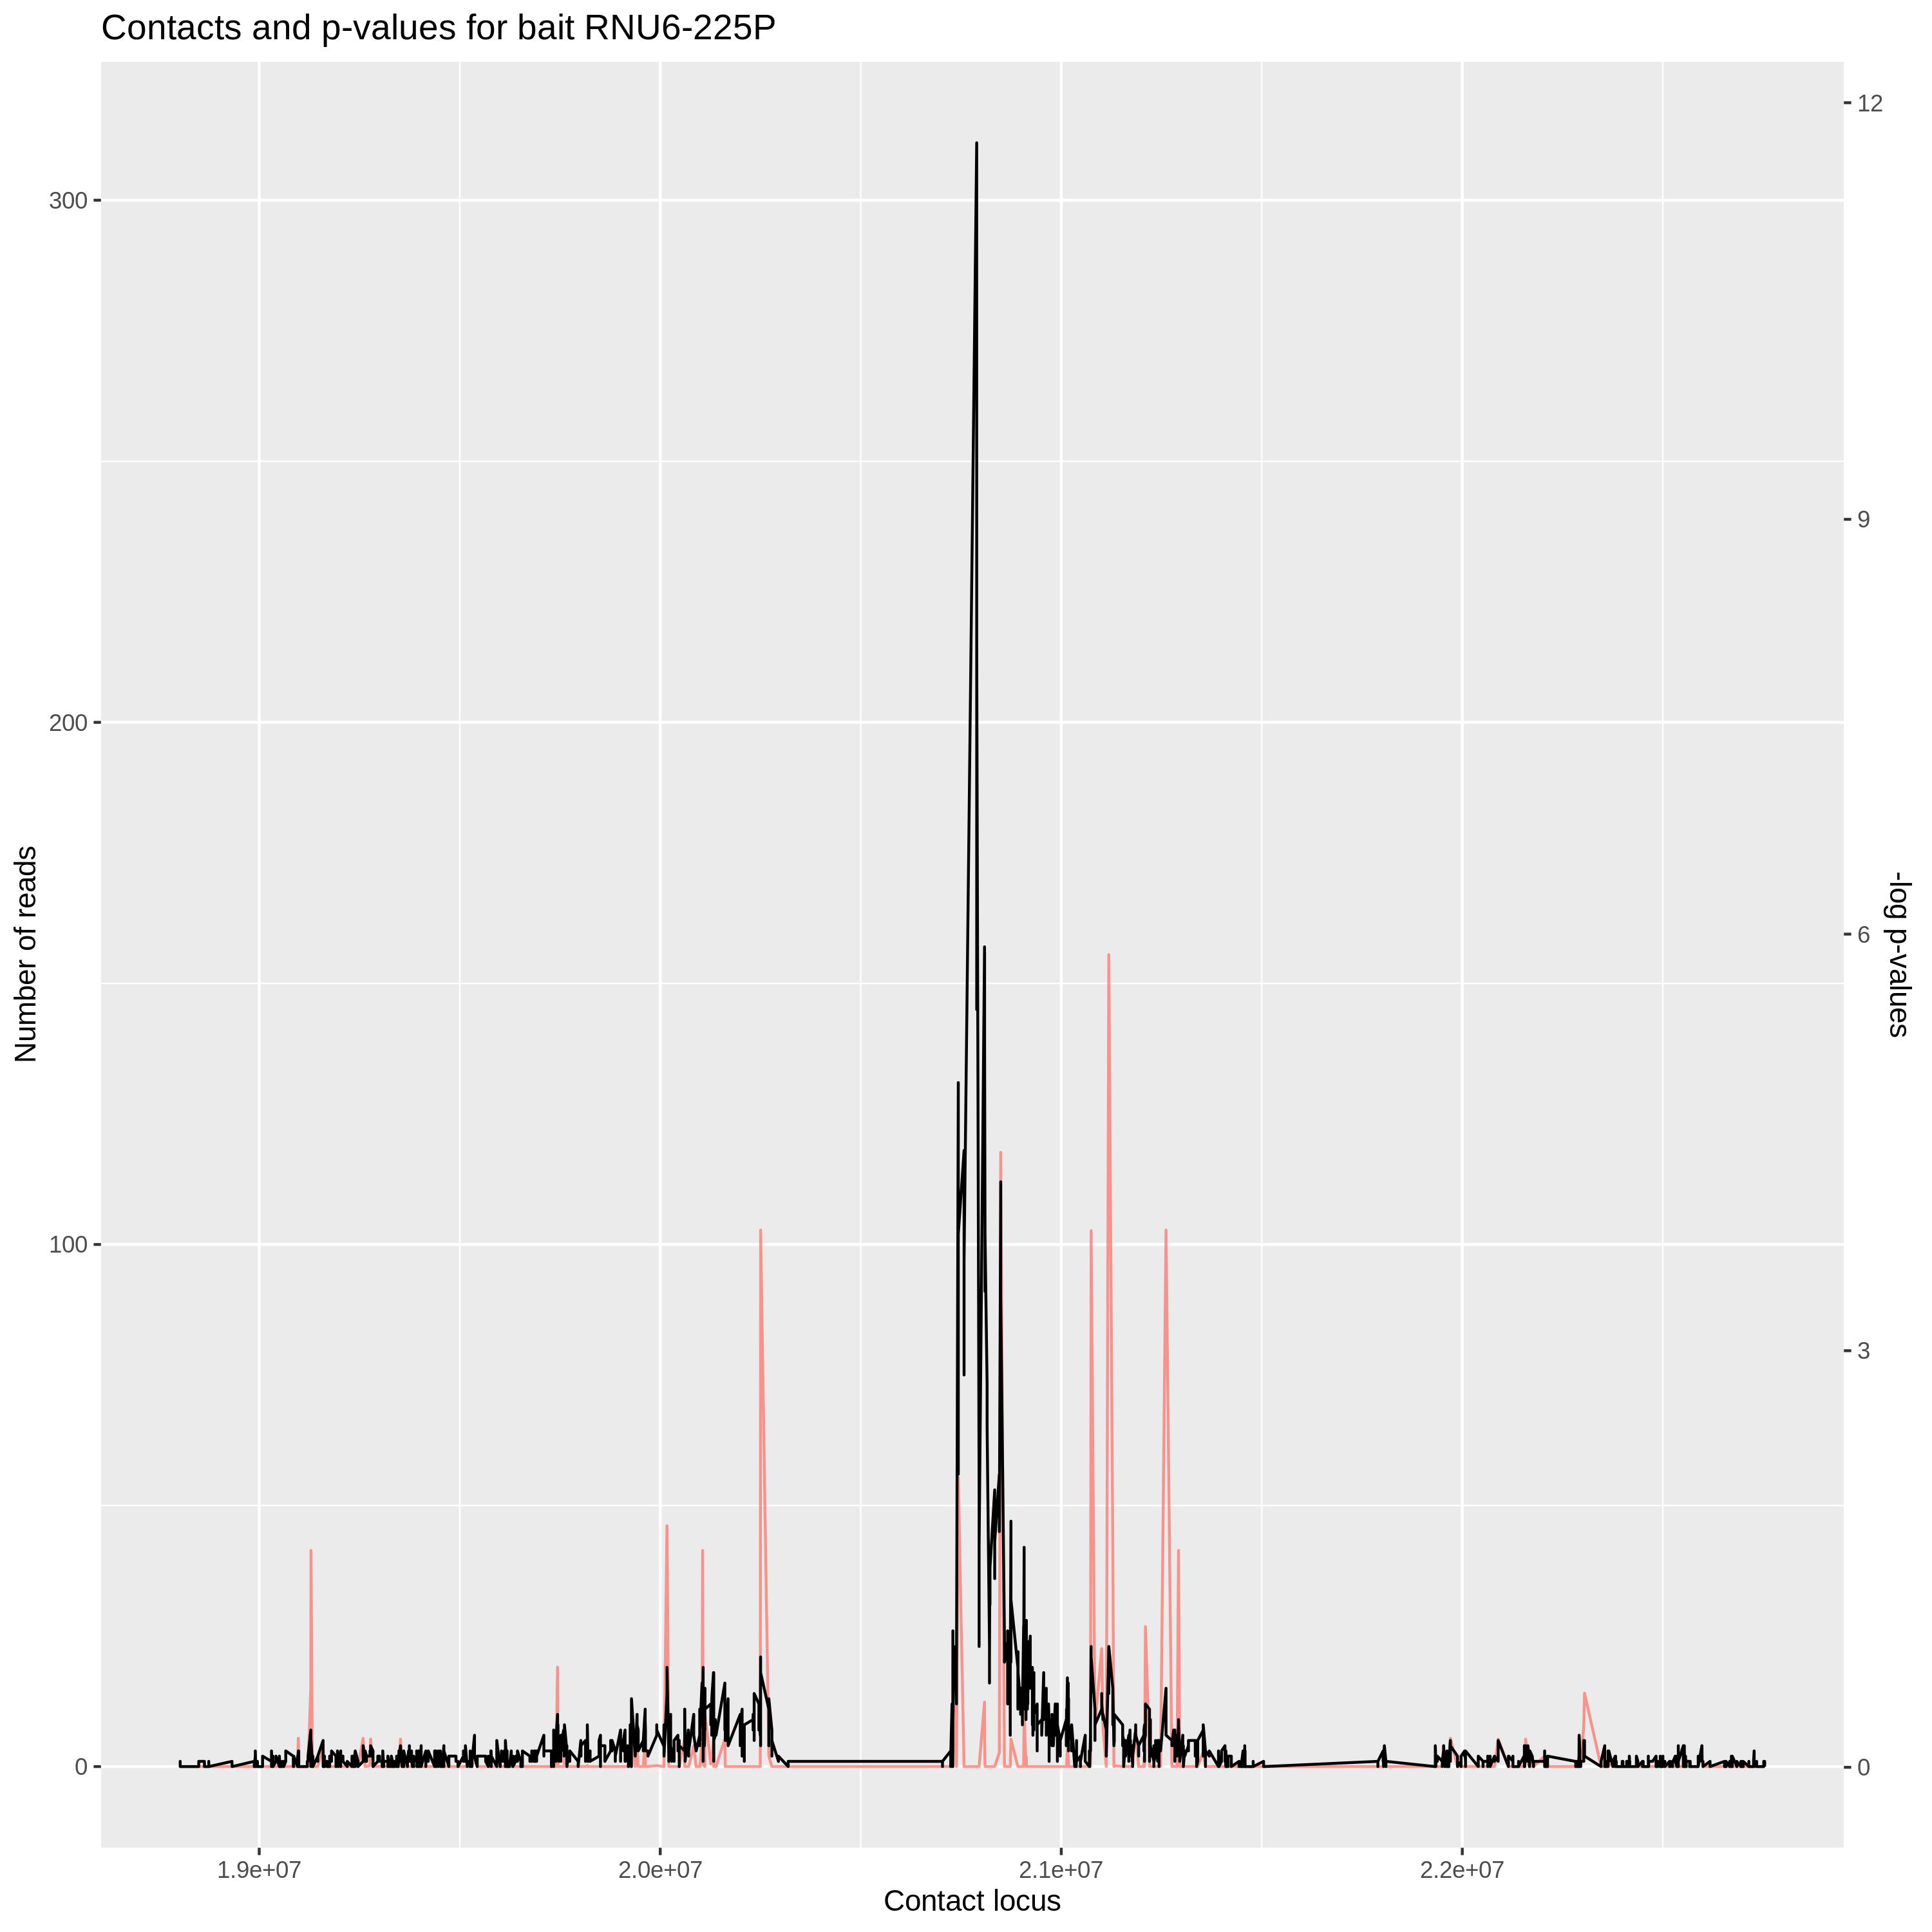 Contacts and p-values for bait RNU6-225P
12
300
9
200
6
Number of reads
-log p-values
100
3
0
0
1.9e+07
2.0e+07
2.1e+07
2.2e+07
Contact locus